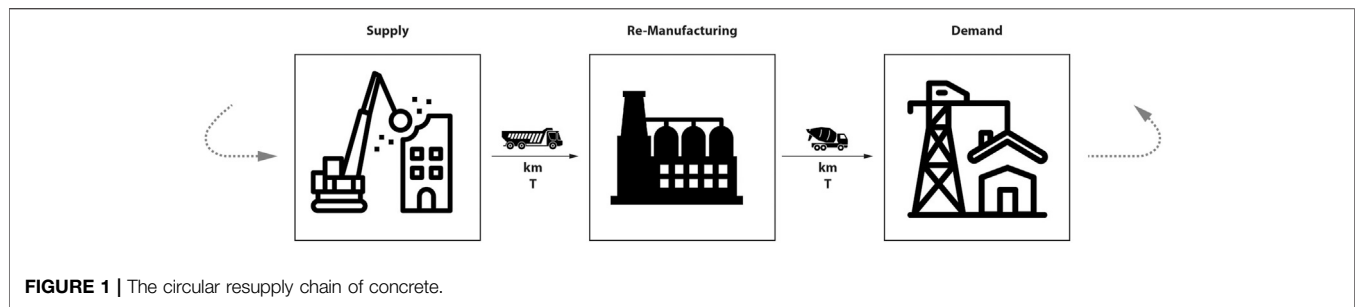 Supply
Re-Manufacturing
Demand
km
T
km
T
FIGURE 1 | The circular resupply chain of concrete.